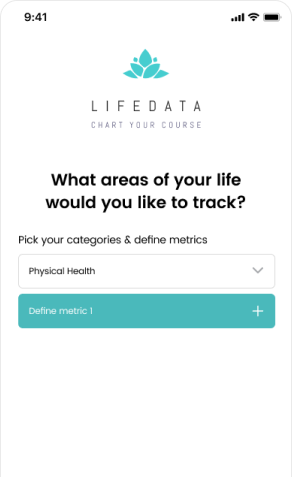 9:41
LIFEDATA
CHART YOUR COURSE
What areas of your life
would you like to track?
Pick your categories & define metrics
Physical Health
Define metric 1